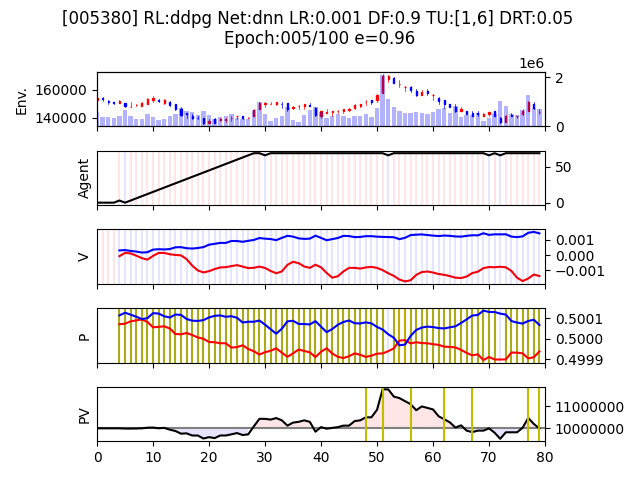 [005380] RL:ddpg Net:dnn LR:0.001 DF:0.9 TU:[1,6] DRT:0.05
Epoch:005/100 e=0.96
1e6
Env.
160000
140000
2
0
Agent
50
0
V
0.001
0.000
−0.001
P
0.5001
0.5000
0.4999
PV
11000000
10000000
0 10 20 30 40 50 60 70 80